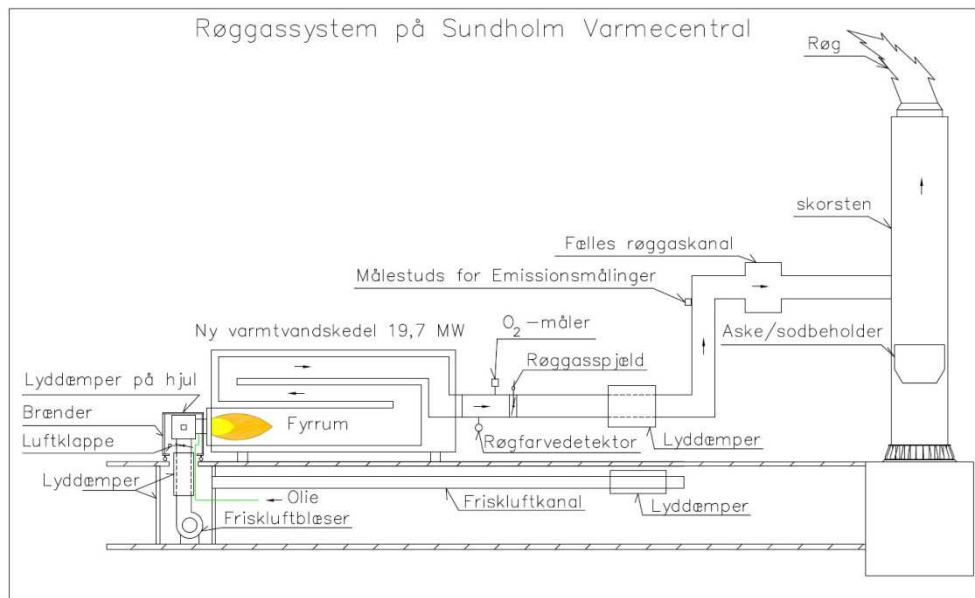 Røggassystem på Sundholm Varmecentral
Røg
skorsten
Fælles røggaskanal
Målestuds for Emissionsmålinger
Aske/sodbeholder
O₂-måler
Ny varmtvandskedel 19,7 MW
Røggasspjæld
Lyddæmper på hjul
Brænder
Fyrrum
Luftklappe
Røgfarvedetektor
Lyddæmper
Lyddæmper
Olie
Friskluftkanal
Lyddæmper
Friskluftblæser